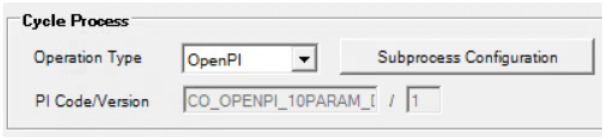 Cycle Process
Operation Type OpenPI Subprocess Configuration
PI Code/Version CO_OPENPI_10PARAM_ / 1